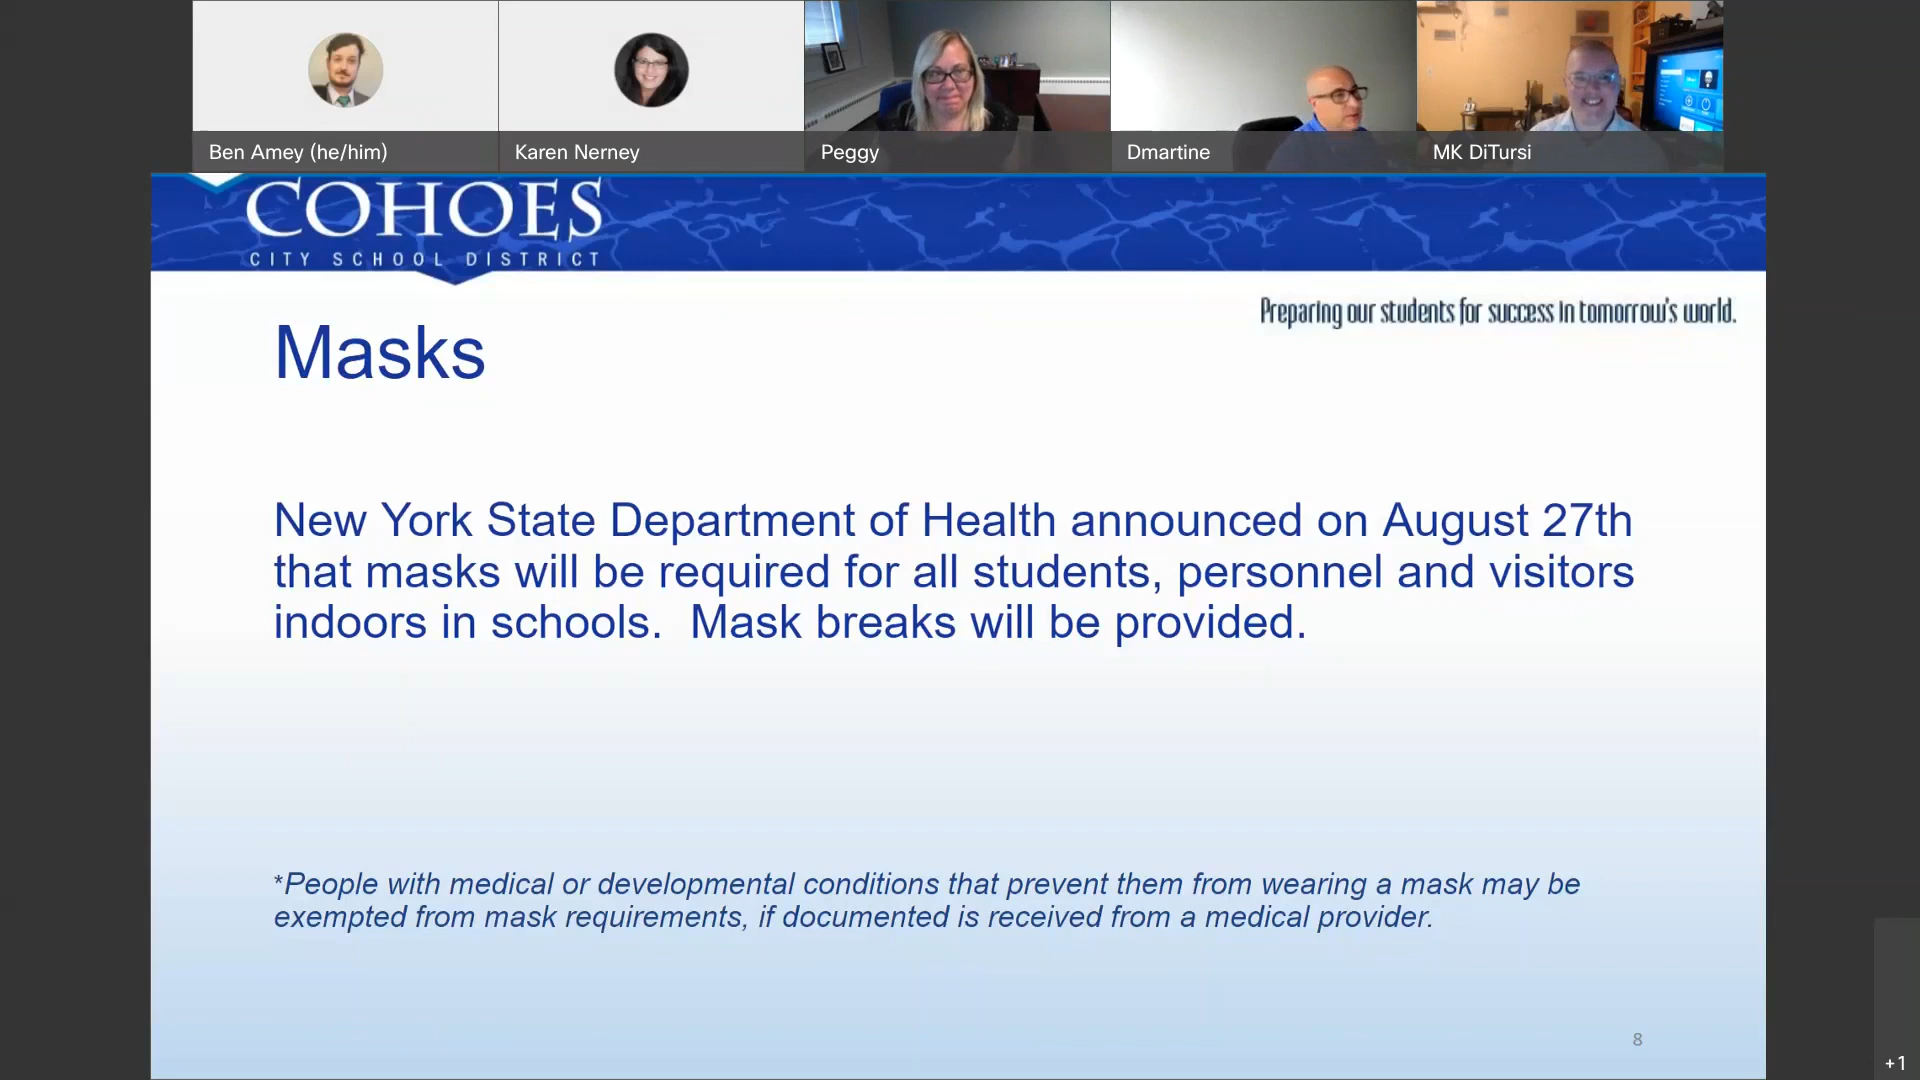 Ben Amey (he/him)
Karen Nerney
Peggy
Dmartine
MK DiTursi
COHOES
CITY SCHOOL DISTRICT
Preparing our students for success in tomorrow's world.
Masks
New York State Department of Health announced on August 27th
that masks will be required for all students, personnel and visitors
indoors in schools.  Mask breaks will be provided.
*People with medical or developmental conditions that prevent them from wearing a mask may be
exempted from mask requirements, if documented is received from a medical provider.
8
+1